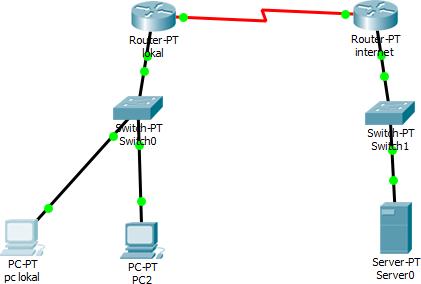 Router-PT
lokal
Router-PT
internet
Switch-PT
Switch0
Switch-PT
Switch1
PC-PT
pc lokal
PC-PT
PC2
Server-PT
Server0